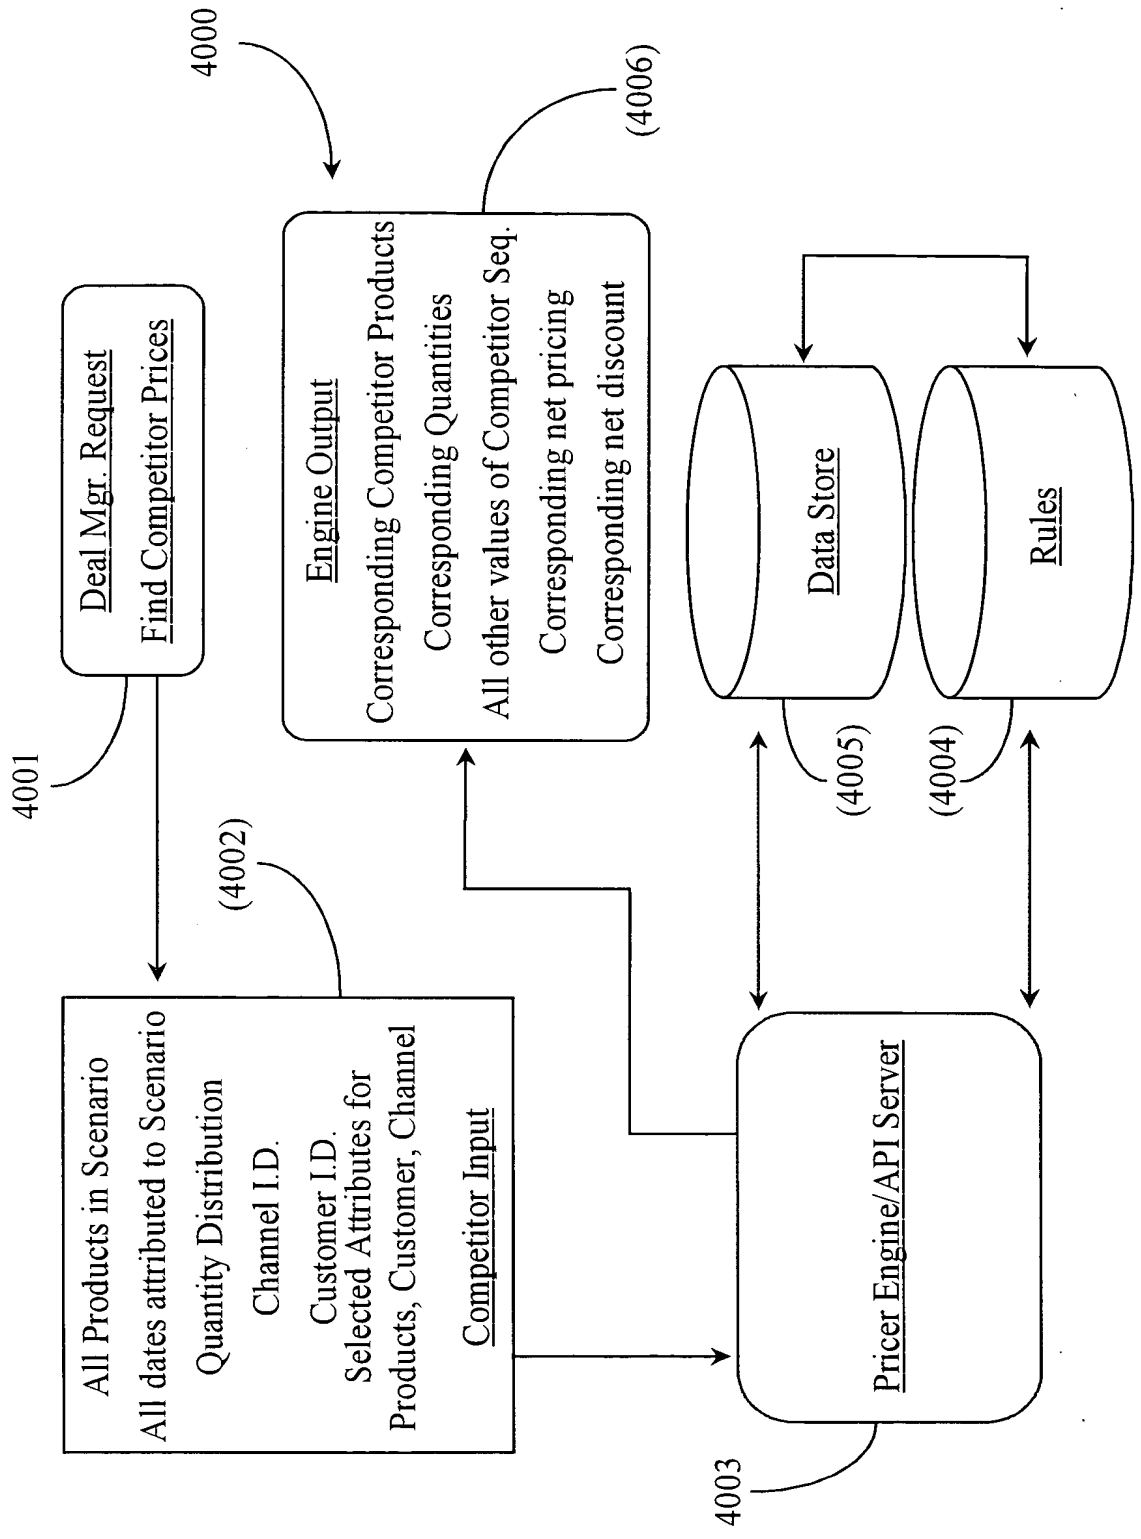 4000
4001
Deal Mgr. Request
Find Competitor Prices
(4002)
All Products in Scenario
All dates attributed to Scenario
Quantity Distribution
Channel I.D.
Customer I.D.
Selected Attributes for
Products, Customer, Channel
Competitor Input
(4006)
Engine Output
Corresponding Competitor Products
Corresponding Quantities
All other values of Competitor Seq.
Corresponding net pricing
Corresponding net discount
4003
Pricer Engine/API Server
(4005)
Data Store
(4004)
Rules